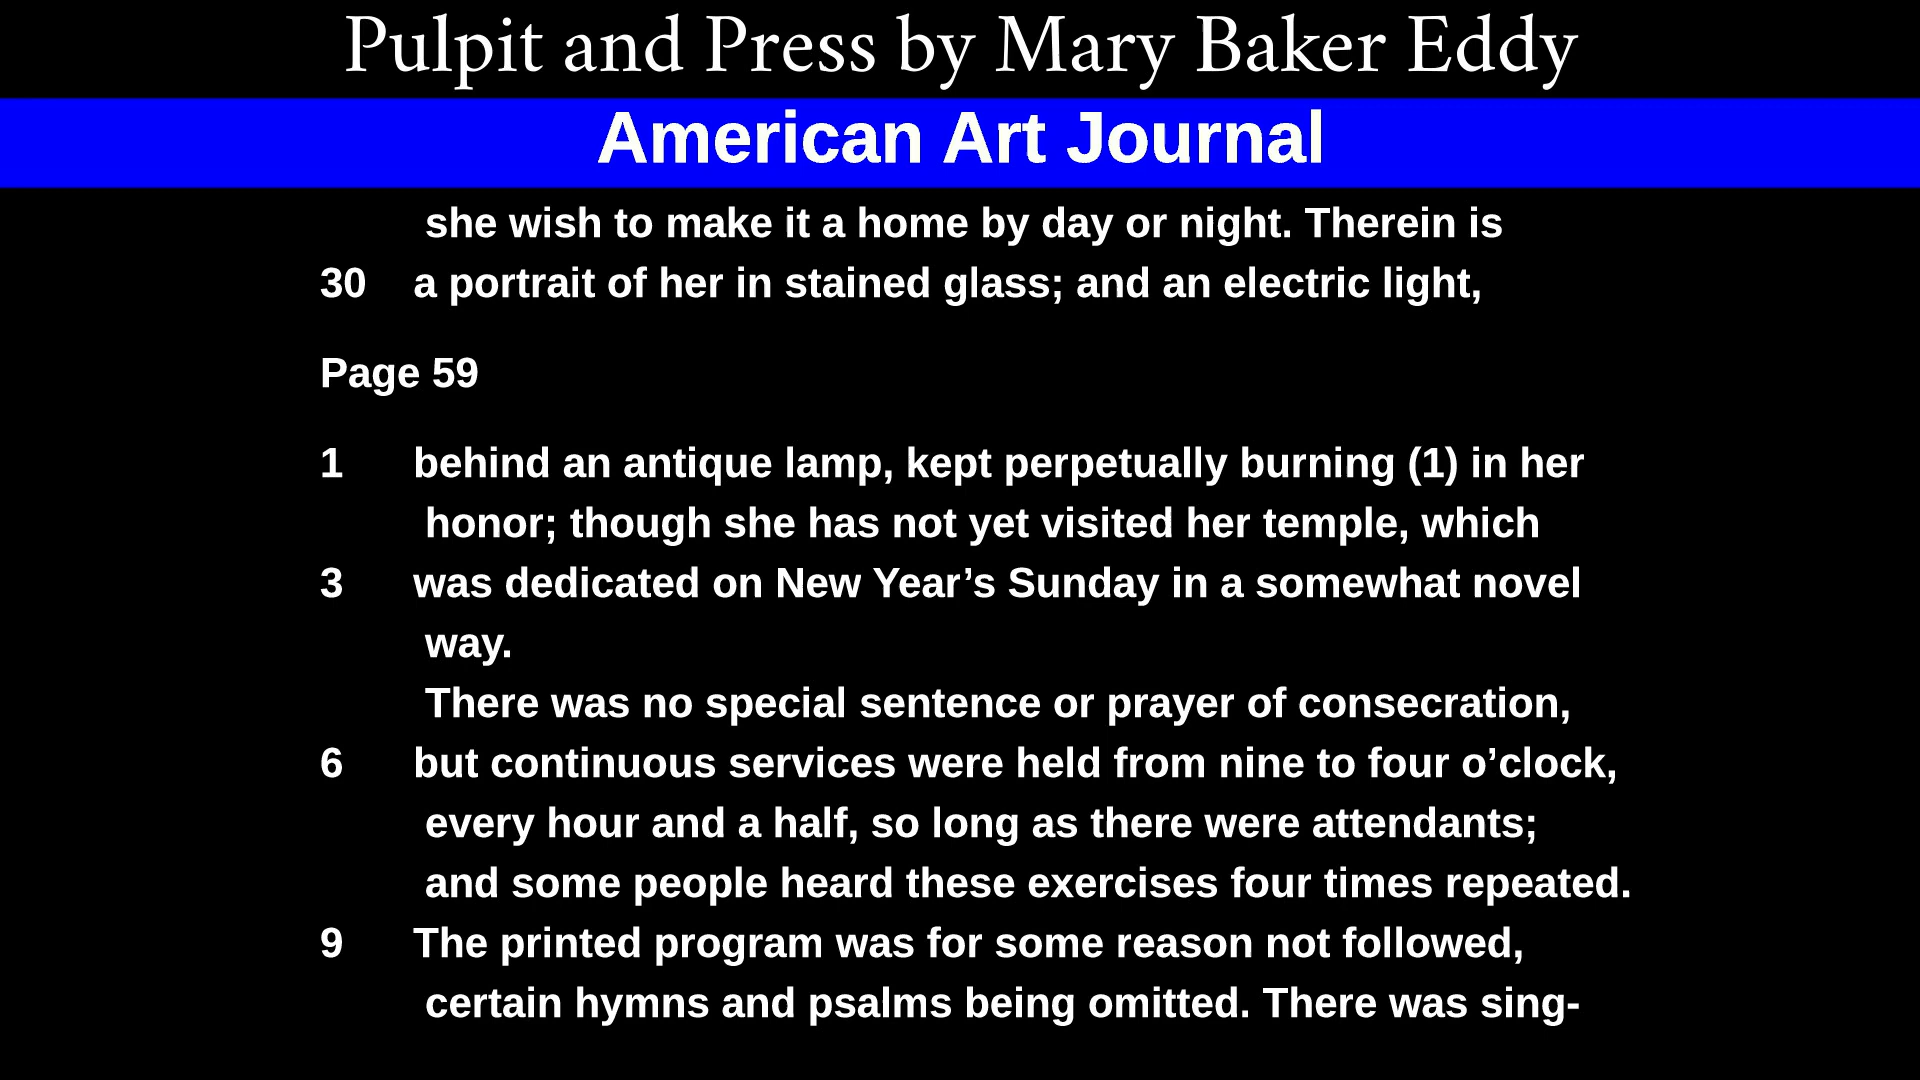 Pulpit and Press by Mary Baker Eddy
American Art Journal
she wish to make it a home by day or night. Therein is
30 a portrait of her in stained glass; and an electric light,
Page 59
1 behind an antique lamp, kept perpetually burning (1) in her
honor; though she has not yet visited her temple, which
3 was dedicated on New Year’s Sunday in a somewhat novel
way.
There was no special sentence or prayer of consecration,
6 but continuous services were held from nine to four o’clock,
every hour and a half, so long as there were attendants;
and some people heard these exercises four times repeated.
9 The printed program was for some reason not followed,
certain hymns and psalms being omitted. There was sing-